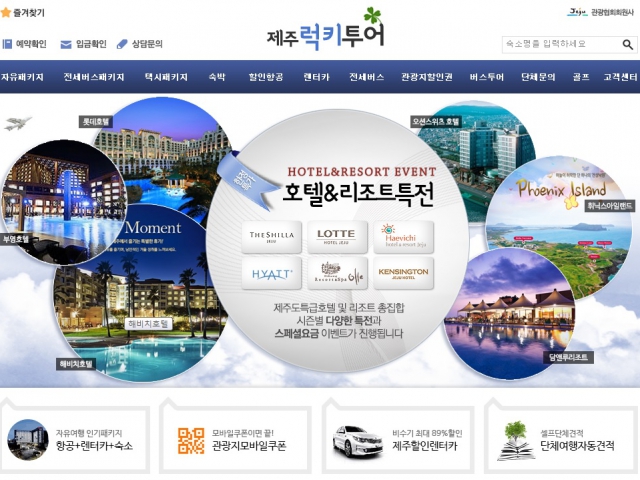 즐겨찾기
제주럭키투어
Jeju 관광협회회원사
예약확인 입금확인 상담문의
숙소명을 입력하세요
자유패키지 전세버스패키지 택시패키지 숙박 할인항공 렌터카 전세버스 관광지할인권 버스투어 단체문의 골프 고객센터
롯데호텔
오션스위츠 호텔
HOTEL&RESORT EVENT
호텔&리조트특전
Phoenix Island
휘닉스아일랜드
부영호텔
Moment
THE SHILLA
JEJU
LOTTE
HOTEL JEJU
Haevichi
hotel & resort Jeju
HYATT
KENSINGTON
JEJU HOTEL
해비치호텔
해비치호텔
담앤루리조트
제주도특급호텔 및 리조트 총집합
시즌별 다양한 특전과
스페셜요금 이벤트가 진행됩니다
자유여행 인기패키지
항공+렌터카+숙소
모바일쿠폰이면 끝!
관광지모바일쿠폰
비수기 최대 89%할인
제주할인렌터카
셀프단체견적
단체여행자동견적